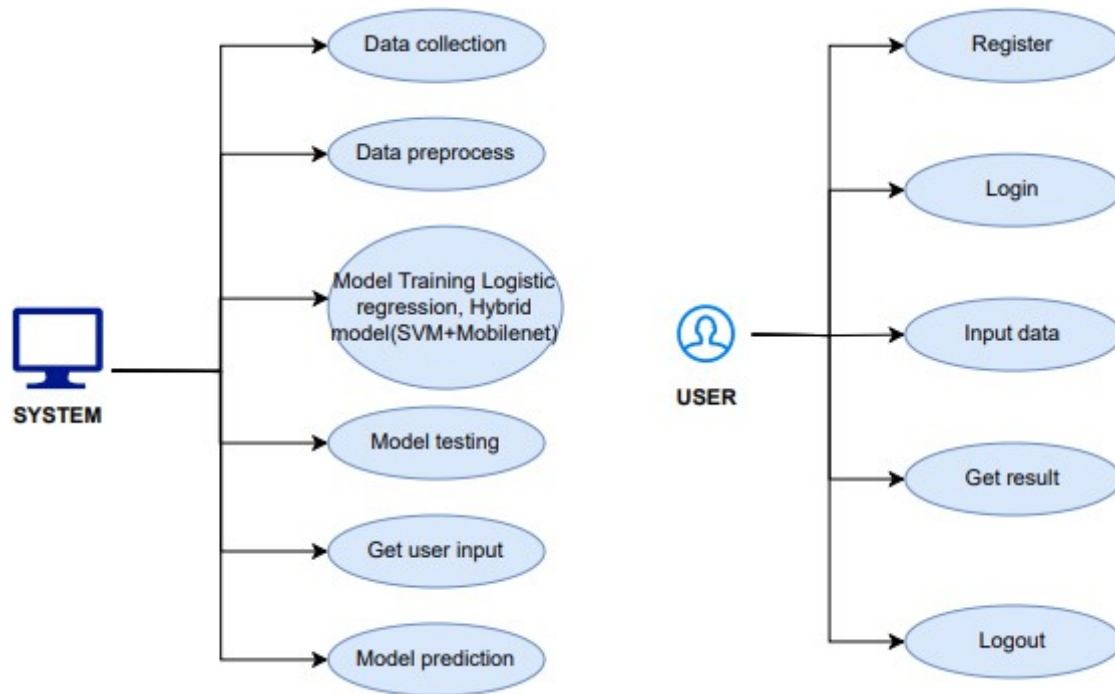 Data collection
Data preprocess
Model Training Logistic
regression, Hybrid
model(SVM+Mobilenet)
SYSTEM
Model testing
Get user input
Model prediction
Register
Login
Input data
USER
Get result
Logout